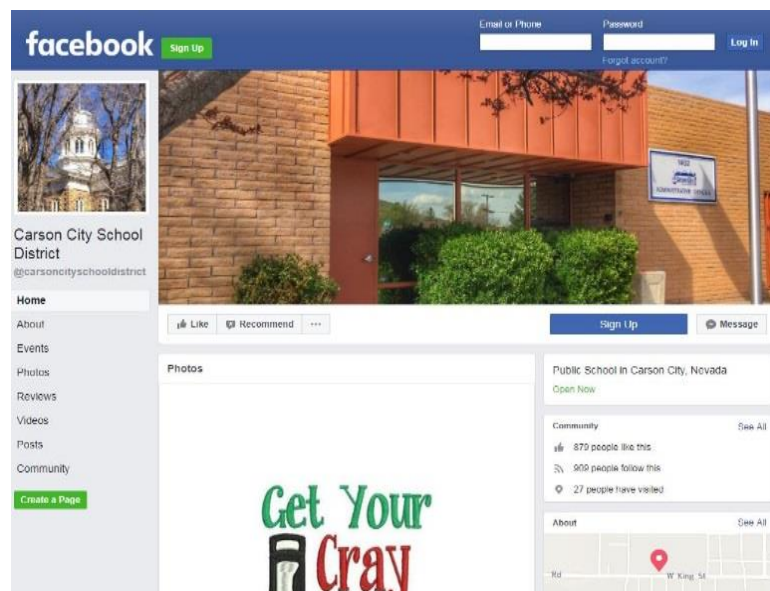 facebook
Sign Up
Email or Phone
Password
Log In
Forgot account?
Carson City School
District
@carsoncityschooldistrict
Home
About
Events
Photos
Reviews
Videos
Posts
Community
Create a Page
Like
Recommend
Sign Up
Message
Photos
Get Your
Cray
Public School in Carson City, Nevada
Open Now
Community
See All
879 people like this
909 people follow this
27 people have visited
About
See All
Rd
W King St